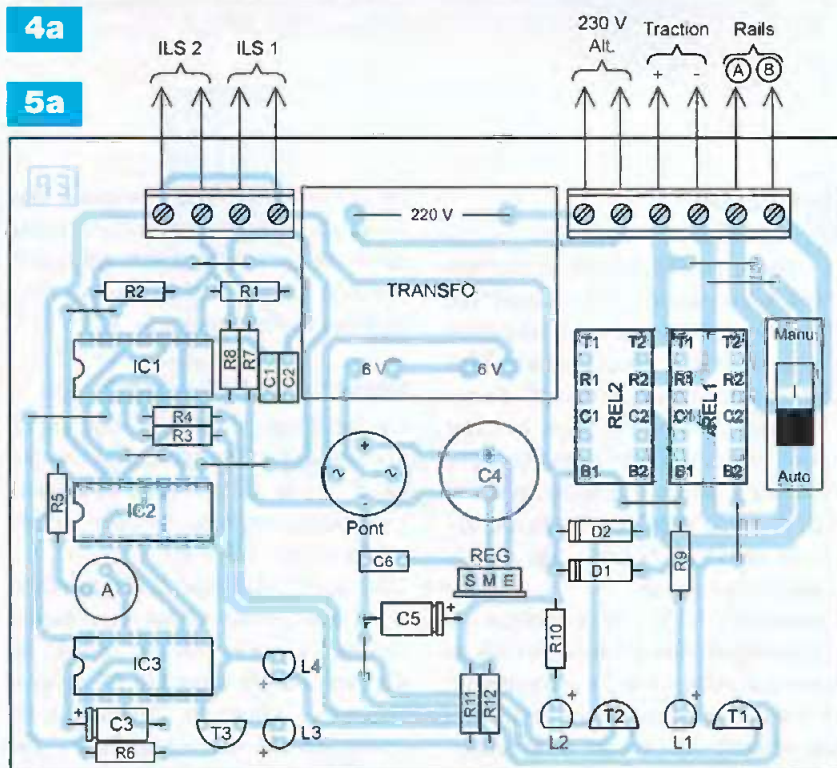 4a
5a
ILS 2 ILS 1
230 V Alt.
Traction
+ -
Rails
A B
EP
220 V
TRANSFO
6 V 6 V
R2 R1
IC1
R8 R7 C1 C2
R4
R3
R5
IC2
A
IC3
C3
R6
T3
L4
L3
+ ~ ~ -
Pont
C4
C6
REG
S M E
C5
R11 R12
T1 T2 T1 T2
R1 R2 R1 R2
REL2 REL1
C1 C2 C1 C2
B1 B2 B1 B2
Manu
I
Auto
D2
D1
R9
R10
L2 T2 L1 T1